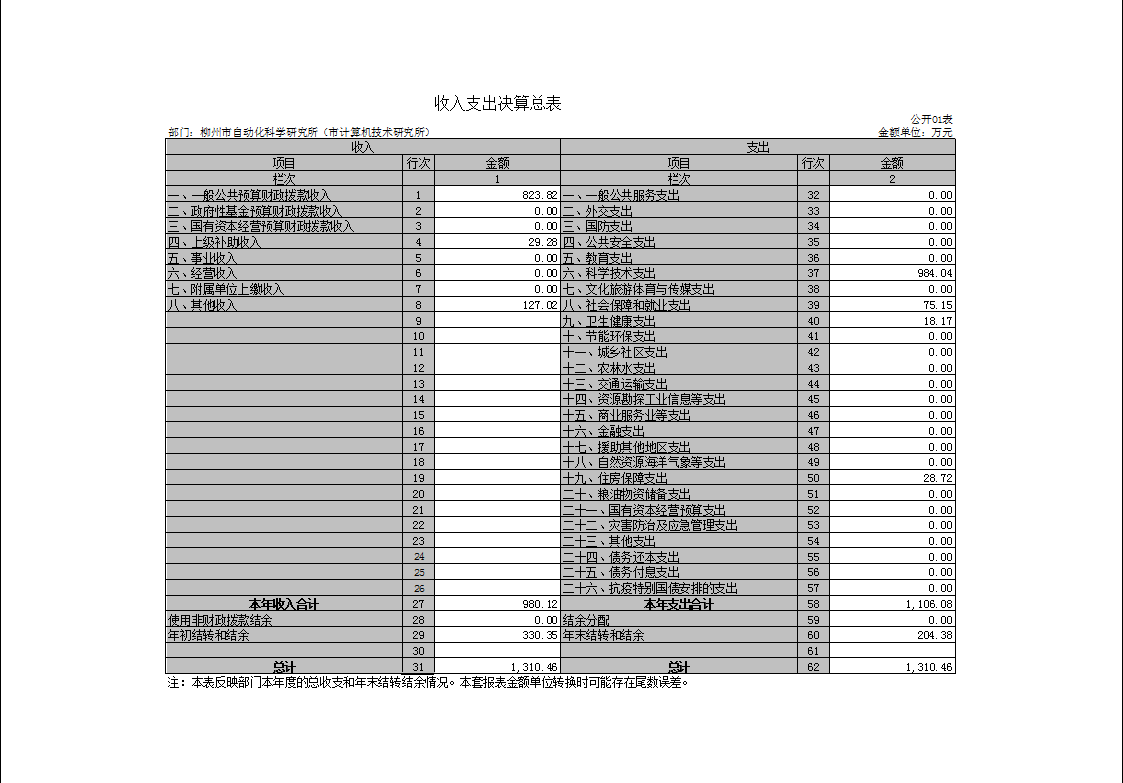 收入支出决算总表
公开01表
部门：柳州市自动化科学研究所（市计算机技术研究所） 金额单位：万元
收入 支出
项目 行次 金额 项目 行次 金额
栏次 1 栏次 2
一、一般公共预算财政拨款收入 1 823.82 一、一般公共服务支出 32 0.00
二、政府性基金预算财政拨款收入 2 0.00 二、外交支出 33 0.00
三、国有资本经营预算财政拨款收入 3 0.00 三、国防支出 34 0.00
四、上级补助收入 4 29.28 四、公共安全支出 35 0.00
五、事业收入 5 0.00 五、教育支出 36 0.00
六、经营收入 6 0.00 六、科学技术支出 37 984.04
七、附属单位上缴收入 7 0.00 七、文化旅游体育与传媒支出 38 0.00
八、其他收入 8 127.02 八、社会保障和就业支出 39 75.15
9 九、卫生健康支出 40 18.17
10 十、节能环保支出 41 0.00
11 十一、城乡社区支出 42 0.00
12 十二、农林水支出 43 0.00
13 十三、交通运输支出 44 0.00
14 十四、资源勘探工业信息等支出 45 0.00
15 十五、商业服务业等支出 46 0.00
16 十六、金融支出 47 0.00
17 十七、援助其他地区支出 48 0.00
18 十八、自然资源海洋气象等支出 49 0.00
19 十九、住房保障支出 50 28.72
20 二十、粮油物资储备支出 51 0.00
21 二十一、国有资本经营预算支出 52 0.00
22 二十二、灾害防治及应急管理支出 53 0.00
23 二十三、其他支出 54 0.00
24 二十四、债务还本支出 55 0.00
25 二十五、债务付息支出 56 0.00
26 二十六、抗疫特别国债安排的支出 57 0.00
本年收入合计 27 980.12 本年支出合计 58 1,106.08
使用非财政拨款结余 28 0.00 结余分配 59 0.00
年初结转和结余 29 330.35 年末结转和结余 60 204.38
30 61
总计 31 1,310.46 总计 62 1,310.46
注：本表反映部门本年度的总收支和年末结转结余情况。本套报表金额单位转换时可能存在尾数误差。